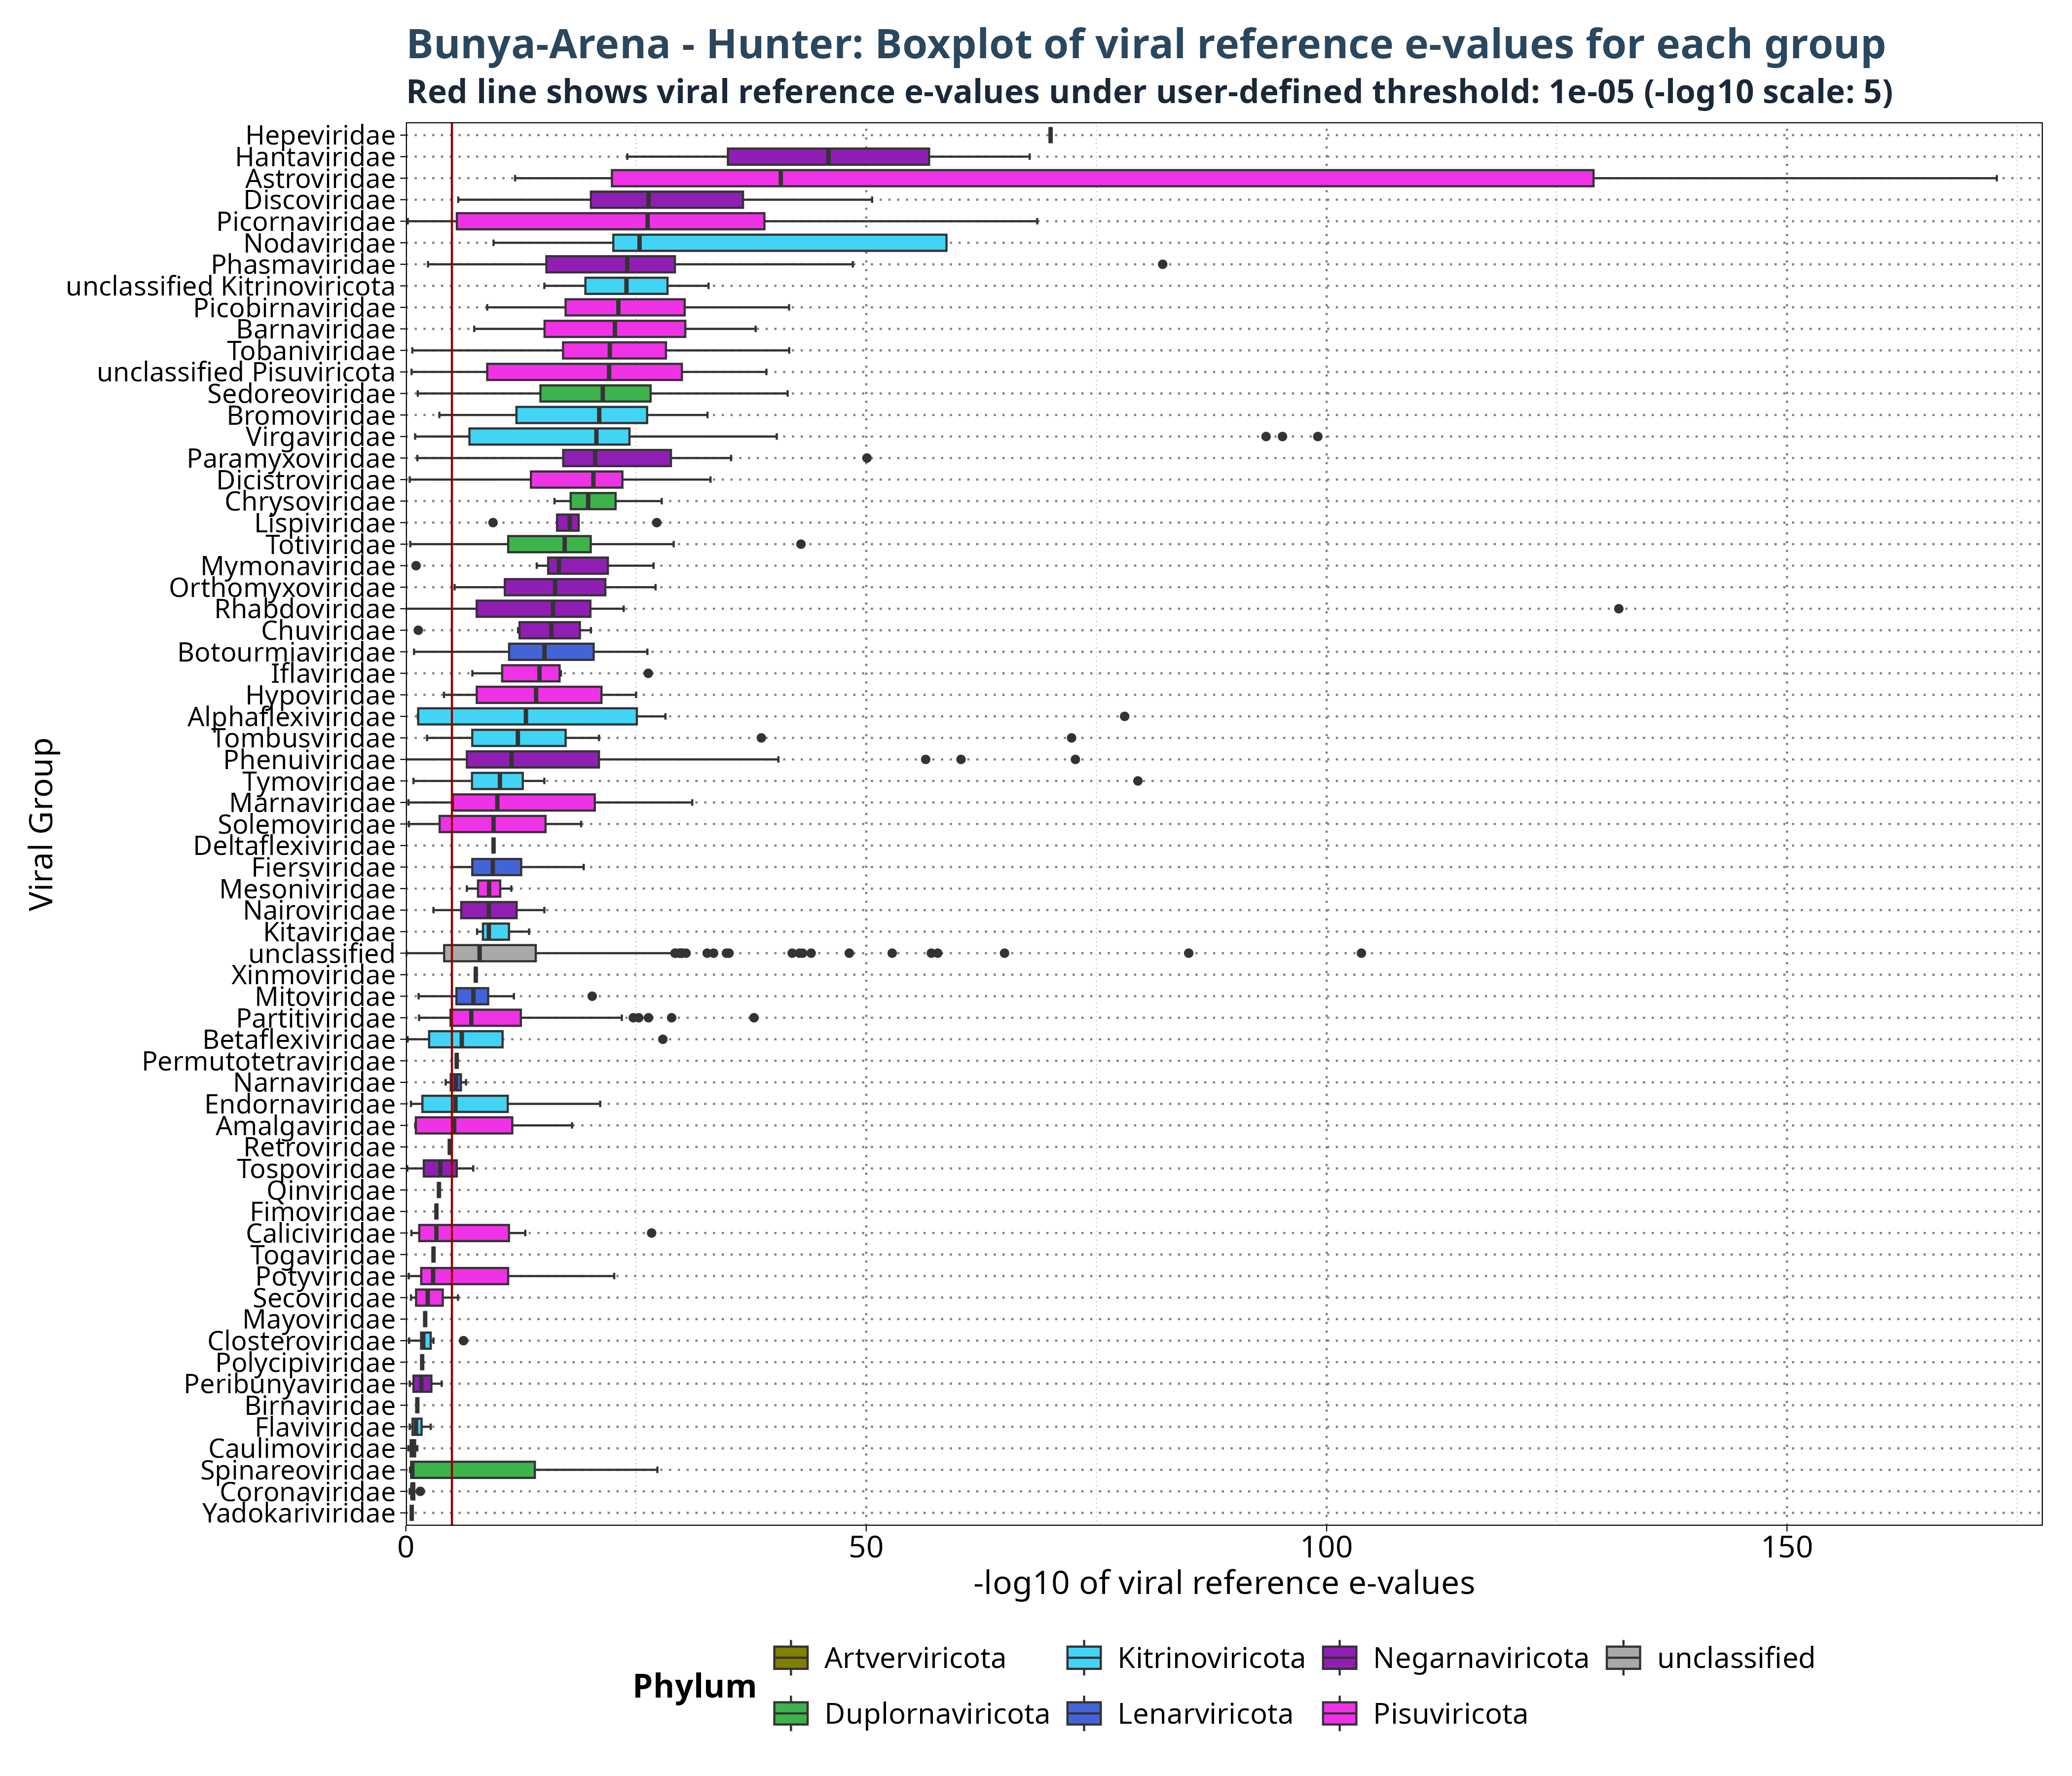 Bunya-Arena - Hunter: Boxplot of viral reference e-values for each group
Red line shows viral reference e-values under user-defined threshold: 1e-05 (-log10 scale: 5)
Viral Group
Hepeviridae
Hantaviridae
Astroviridae
Discoviridae
Picornaviridae
Nodaviridae
Phasmaviridae
unclassified Kitrinoviricota
Picobirnaviridae
Barnaviridae
Tobaniviridae
unclassified Pisuviricota
Sedoreoviridae
Bromoviridae
Virgaviridae
Paramyxoviridae
Dicistroviridae
Chrysoviridae
Lispiviridae
Totiviridae
Mymonaviridae
Orthomyxoviridae
Rhabdoviridae
Chuviridae
Botourmiaviridae
Iflaviridae
Hypoviridae
Alphaflexiviridae
Tombusviridae
Phenuiviridae
Tymoviridae
Marnaviridae
Solemoviridae
Deltaflexiviridae
Fiersviridae
Mesoniviridae
Nairoviridae
Kitaviridae
unclassified
Xinmoviridae
Mitoviridae
Partitiviridae
Betaflexiviridae
Permutotetraviridae
Narnaviridae
Endornaviridae
Amalgaviridae
Retroviridae
Tospoviridae
Qinviridae
Fimoviridae
Caliciviridae
Togaviridae
Potyviridae
Secoviridae
Mayoviridae
Closteroviridae
Polycipiviridae
Peribunyaviridae
Birnaviridae
Flaviviridae
Caulimoviridae
Spinareoviridae
Coronaviridae
Yadokariviridae
0 50 100 150
-log10 of viral reference e-values
Phylum
Artverviricota Kitrinoviricota Negarnaviricota unclassified
Duplornaviricota Lenarviricota Pisuviricota